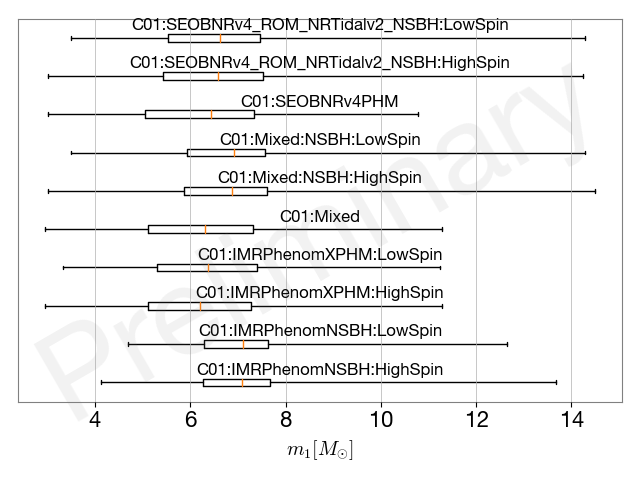 C01:SEOBNRv4_ROM_NRTidalv2_NSBH:LowSpin
C01:SEOBNRv4_ROM_NRTidalv2_NSBH:HighSpin
C01:SEOBNRv4PHM
C01:Mixed:NSBH:LowSpin
C01:Mixed:NSBH:HighSpin
C01:Mixed
C01:IMRPhenomXPHM:LowSpin
C01:IMRPhenomXPHM:HighSpin
C01:IMRPhenomNSBH:LowSpin
C01:IMRPhenomNSBH:HighSpin
Preliminary
4 6 8 10 12 14
m₁[M⊙]